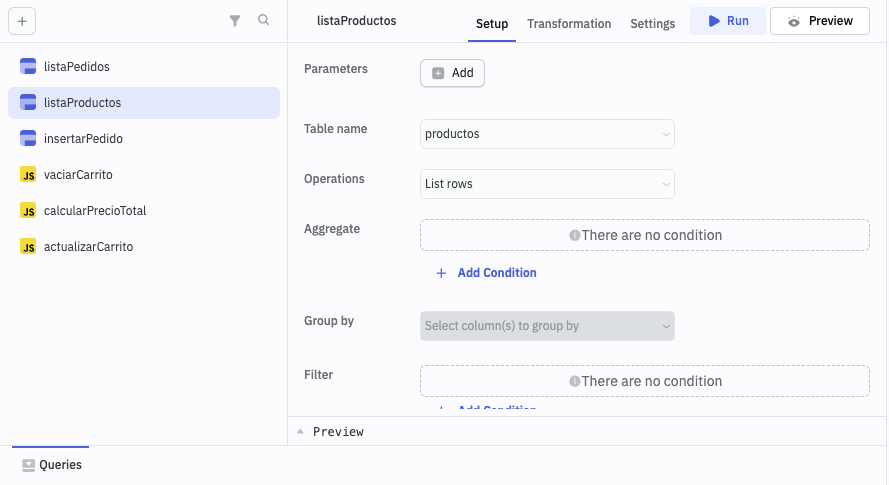 listaProductos
Setup
Transformation
Settings
Run
Preview
listaPedidos
listaProductos
insertarPedido
JS vaciarCarrito
JS calcularPrecioTotal
JS actualizarCarrito
Parameters
Add
Table name
productos
Operations
List rows
Aggregate
There are no condition
Add Condition
Group by
Select column(s) to group by
Filter
There are no condition
Add Condition
Preview
Queries